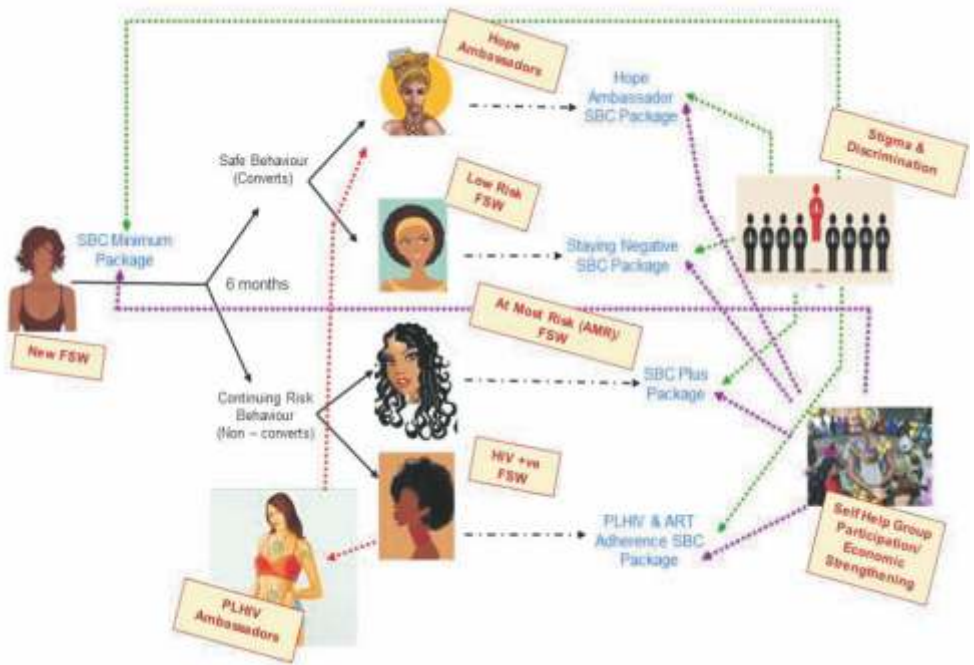 Hope
Ambassadors
Hope
Ambassador
SBC Package
Stigma &
Discrimination
Safe Behaviour
(Converts)
Low Risk
FSW
SBC Minimum
Package
Staying Negative
SBC Package
6 months
At Most Risk (AMR)/
FSW
New FSW
SBC Plus
Package
Continuing Risk
Behaviour
(Non – converts)
HIV +ve
FSW
PLHIV & ART
Adherence SBC
Package
Self Help Group
Participation/
Economic
Strengthening
PLHIV
Ambassadors